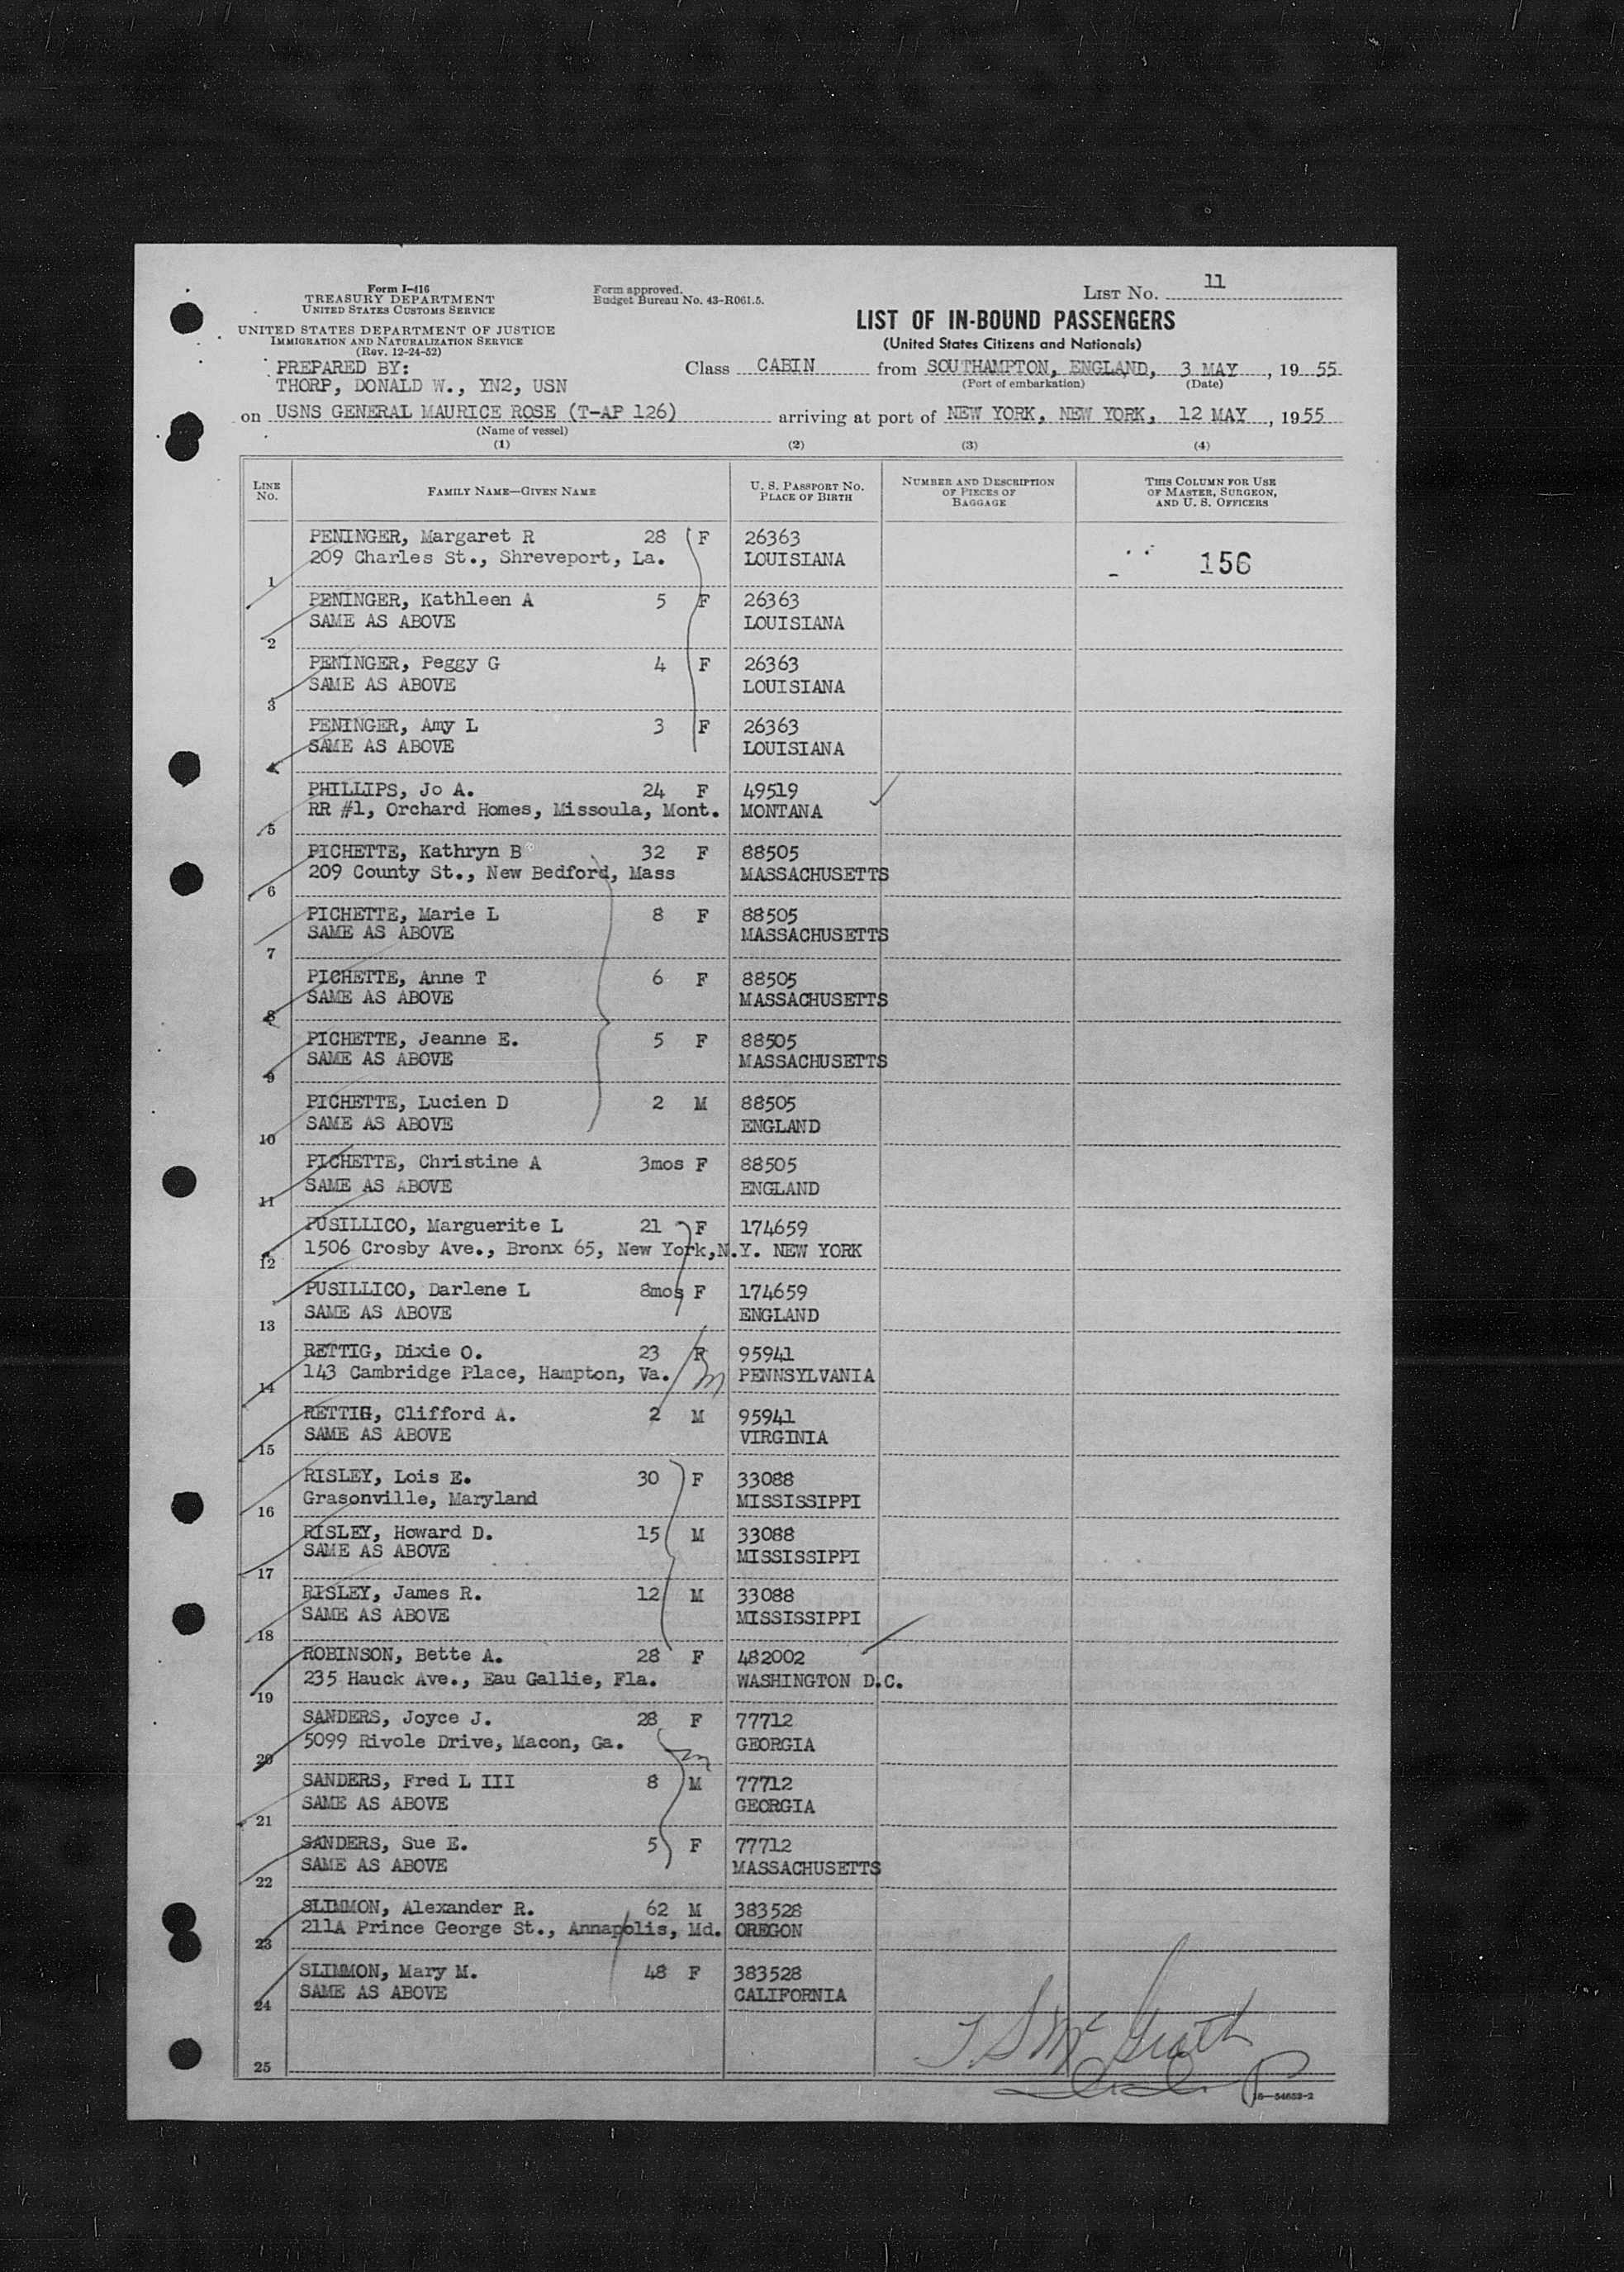 Form I-416
TREASURY DEPARTMENT
UNITED STATES CUSTOMS SERVICE
UNITED STATES DEPARTMENT OF JUSTICE
IMMIGRATION AND NATURALIZATION SERVICE
(Rev. 12-24-52)
Form approved.
Budget Bureau No. 43-R061.5.
LIST NO. 11
LIST OF IN-BOUND PASSENGERS
(United States Citizens and Nationals)
PREPARED BY:
THORP, DONALD W., YN2, USN
Class CABIN from SOUTHAMPTON, ENGLAND, 3 MAY, 1955
(Port of embarkation) (Date)
on USNS GENERAL MAURICE ROSE (T-AP 126) arriving at port of NEW YORK, NEW YORK, 12 MAY, 1955
(Name of vessel)
(1) (2) (3) (4)
LINE NO. FAMILY NAME—GIVEN NAME U. S. PASSPORT NO. PLACE OF BIRTH NUMBER AND DESCRIPTION OF PIECES OF BAGGAGE THIS COLUMN FOR USE OF MASTER, SURGEON, AND U. S. OFFICERS
PENINGER, Margaret R 28 F 26363
1 209 Charles St., Shreveport, La. LOUISIANA 156
PENINGER, Kathleen A 5 F 26363
2 SAME AS ABOVE LOUISIANA
PENINGER, Peggy G 4 F 26363
3 SAME AS ABOVE LOUISIANA
PENINGER, Amy L 3 F 26363
4 SAME AS ABOVE LOUISIANA
PHILLIPS, Jo A. 24 F 49519
5 RR #1, Orchard Homes, Missoula, Mont. MONTANA
PICHETTE, Kathryn B 32 F 88505
6 209 County St., New Bedford, Mass MASSACHUSETTS
PICHETTE, Marie L 8 F 88505
7 SAME AS ABOVE MASSACHUSETTS
PICHETTE, Anne T 6 F 88505
8 SAME AS ABOVE MASSACHUSETTS
PICHETTE, Jeanne E. 5 F 88505
9 SAME AS ABOVE MASSACHUSETTS
PICHETTE, Lucien D 2 M 88505
10 SAME AS ABOVE ENGLAND
PICHETTE, Christine A 3mos F 88505
11 SAME AS ABOVE ENGLAND
PUSILLICO, Marguerite L 21 F 174659
12 1506 Crosby Ave., Bronx 65, New York,N.Y. NEW YORK
PUSILLICO, Darlene L 8mos F 174659
13 SAME AS ABOVE ENGLAND
RETTIG, Dixie O. 23 F 95941
14 143 Cambridge Place, Hampton, Va. m PENNSYLVANIA
RETTIG, Clifford A. 2 M 95941
15 SAME AS ABOVE VIRGINIA
RISLEY, Lois E. 30 F 33088
16 Grasonville, Maryland MISSISSIPPI
RISLEY, Howard D. 15 M 33088
17 SAME AS ABOVE MISSISSIPPI
RISLEY, James R. 12 M 33088
18 SAME AS ABOVE MISSISSIPPI
ROBINSON, Bette A. 28 F 482002
19 235 Hauck Ave., Eau Gallie, Fla. WASHINGTON D.C.
SANDERS, Joyce J. 28 F 77712
20 5099 Rivole Drive, Macon, Ga. m GEORGIA
SANDERS, Fred L III 8 M 77712
21 SAME AS ABOVE GEORGIA
SANDERS, Sue E. 5 F 77712
22 SAME AS ABOVE MASSACHUSETTS
SLIMMON, Alexander R. 62 M 383528
23 211A Prince George St., Annapolis, Md. OREGON
SLIMMON, Mary M. 48 F 383528
24 SAME AS ABOVE CALIFORNIA
25
T. S. McGrath
16—54653-2